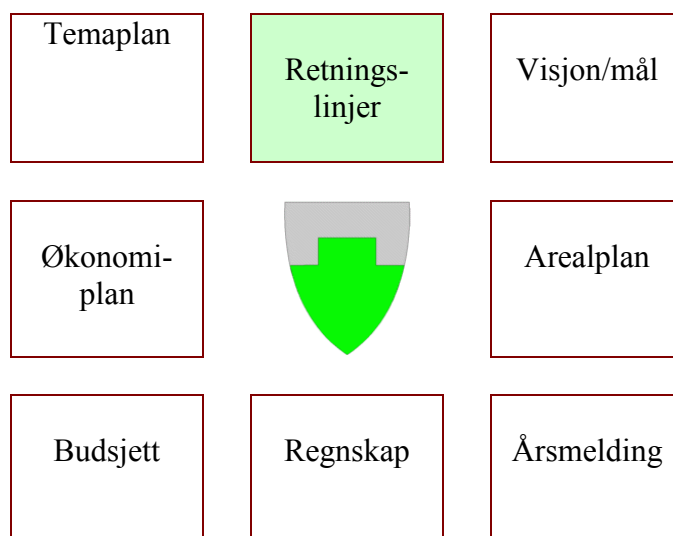 Temaplan
Retnings-
linjer
Visjon/mål
Økonomi-
plan
Arealplan
Budsjett
Regnskap
Årsmelding